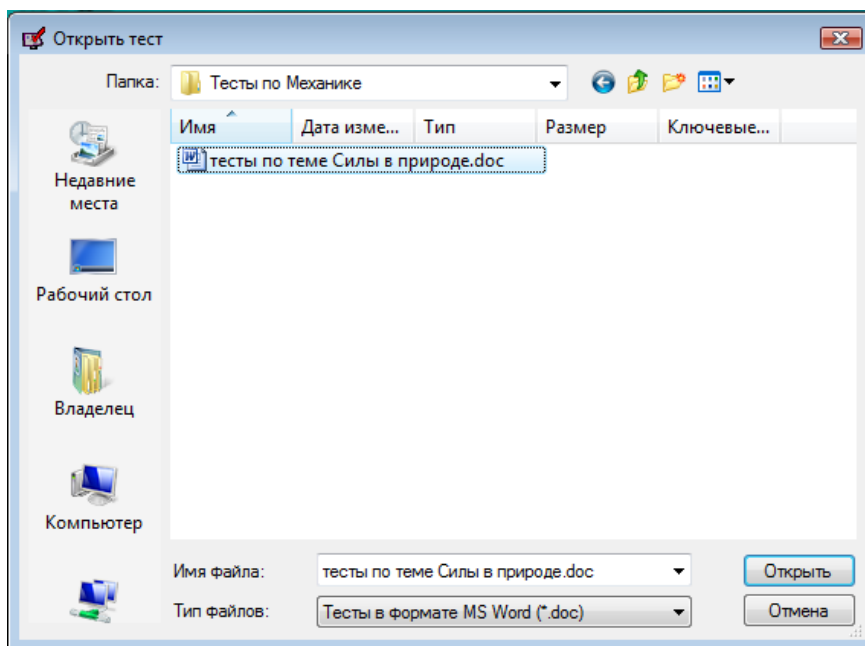 Открыть тест
Папка: Тесты по Механике
Имя Дата изме... Тип Размер Ключевые...
тесты по теме Силы в природе.doc
Недавние
места
Рабочий стол
Владелец
Компьютер
Имя файла: тесты по теме Силы в природе.doc Открыть
Тип файлов: Тесты в формате MS Word (*.doc) Отмена